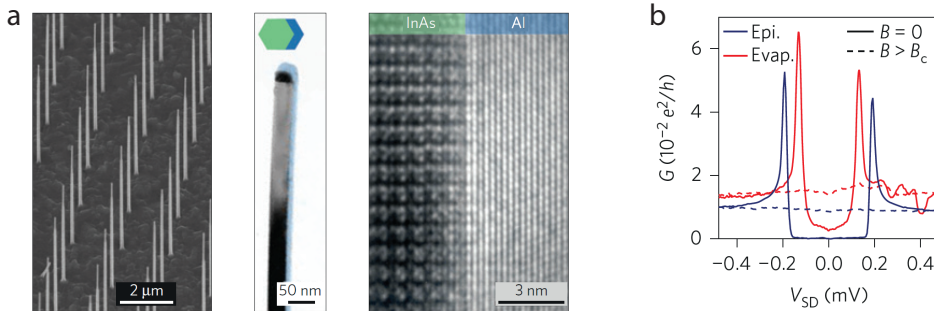 a
2 μm
50 nm
InAs
Al
3 nm
b
Epi.
Evap.
B = 0
B > Bc
G (10⁻² e²/h)
6
4
2
0
−0.4
−0.2
0.0
0.2
0.4
VSD (mV)